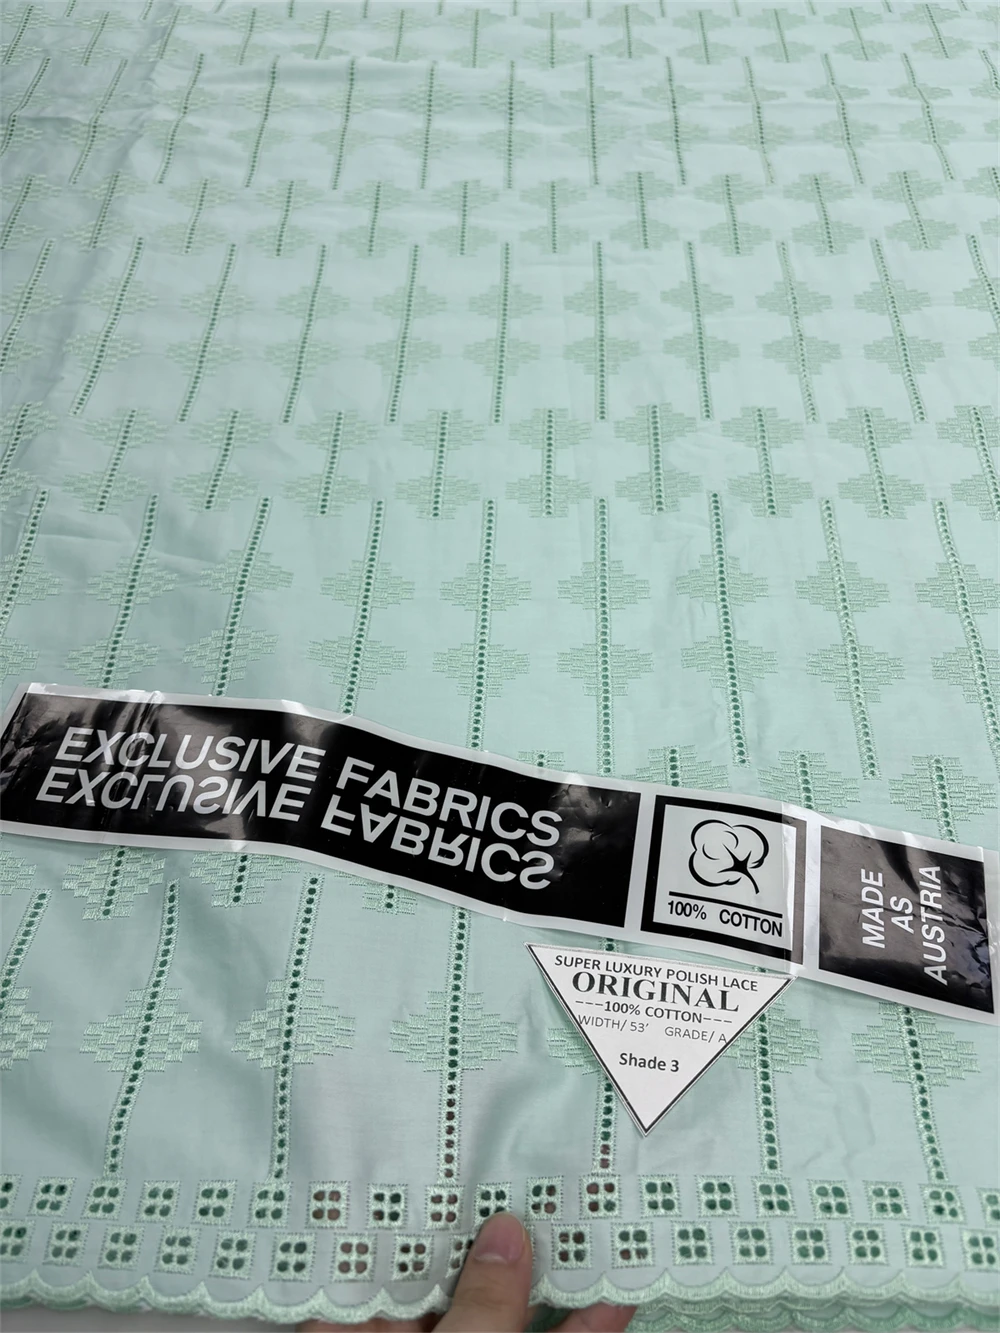 EXCLUSIVE FABRICS
EXCLUSIVE FABRICS
100% COTTON
MADE
AS
AUSTRIA
SUPER LUXURY POLISH LACE
ORIGINAL
---100% COTTON---
WIDTH/ 53' GRADE/ A
Shade 3